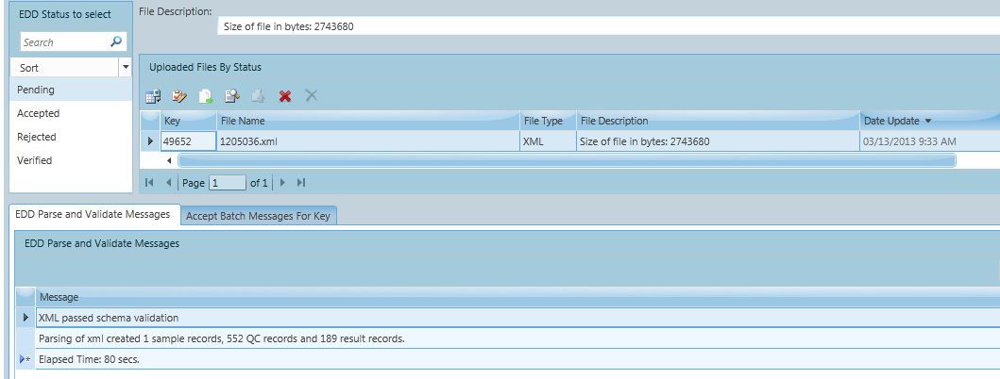 EDD Status to select
Search
Sort
Pending
Accepted
Rejected
Verified
File Description:
Size of file in bytes: 2743680
Uploaded Files By Status
Key File Name File Type File Description Date Update
49652 1205036.xml XML Size of file in bytes: 2743680 03/13/2013 9:33 AM
Page 1 of 1
EDD Parse and Validate Messages Accept Batch Messages For Key
EDD Parse and Validate Messages
Message
XML passed schema validation
Parsing of xml created 1 sample records, 552 QC records and 189 result records.
Elapsed Time: 80 secs.